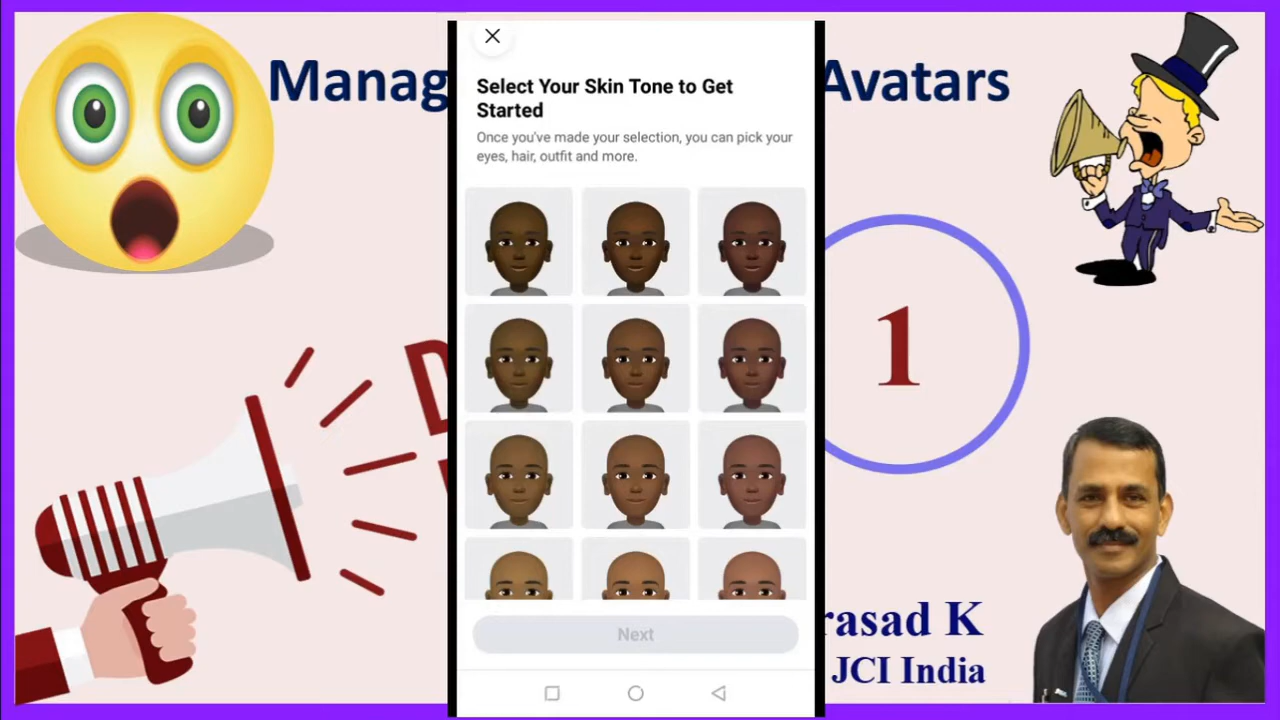 Manag
Avatars
Select Your Skin Tone to Get
Started
Once you've made your selection, you can pick your
eyes, hair, outfit and more.
1
Next
rasad K
JCI India